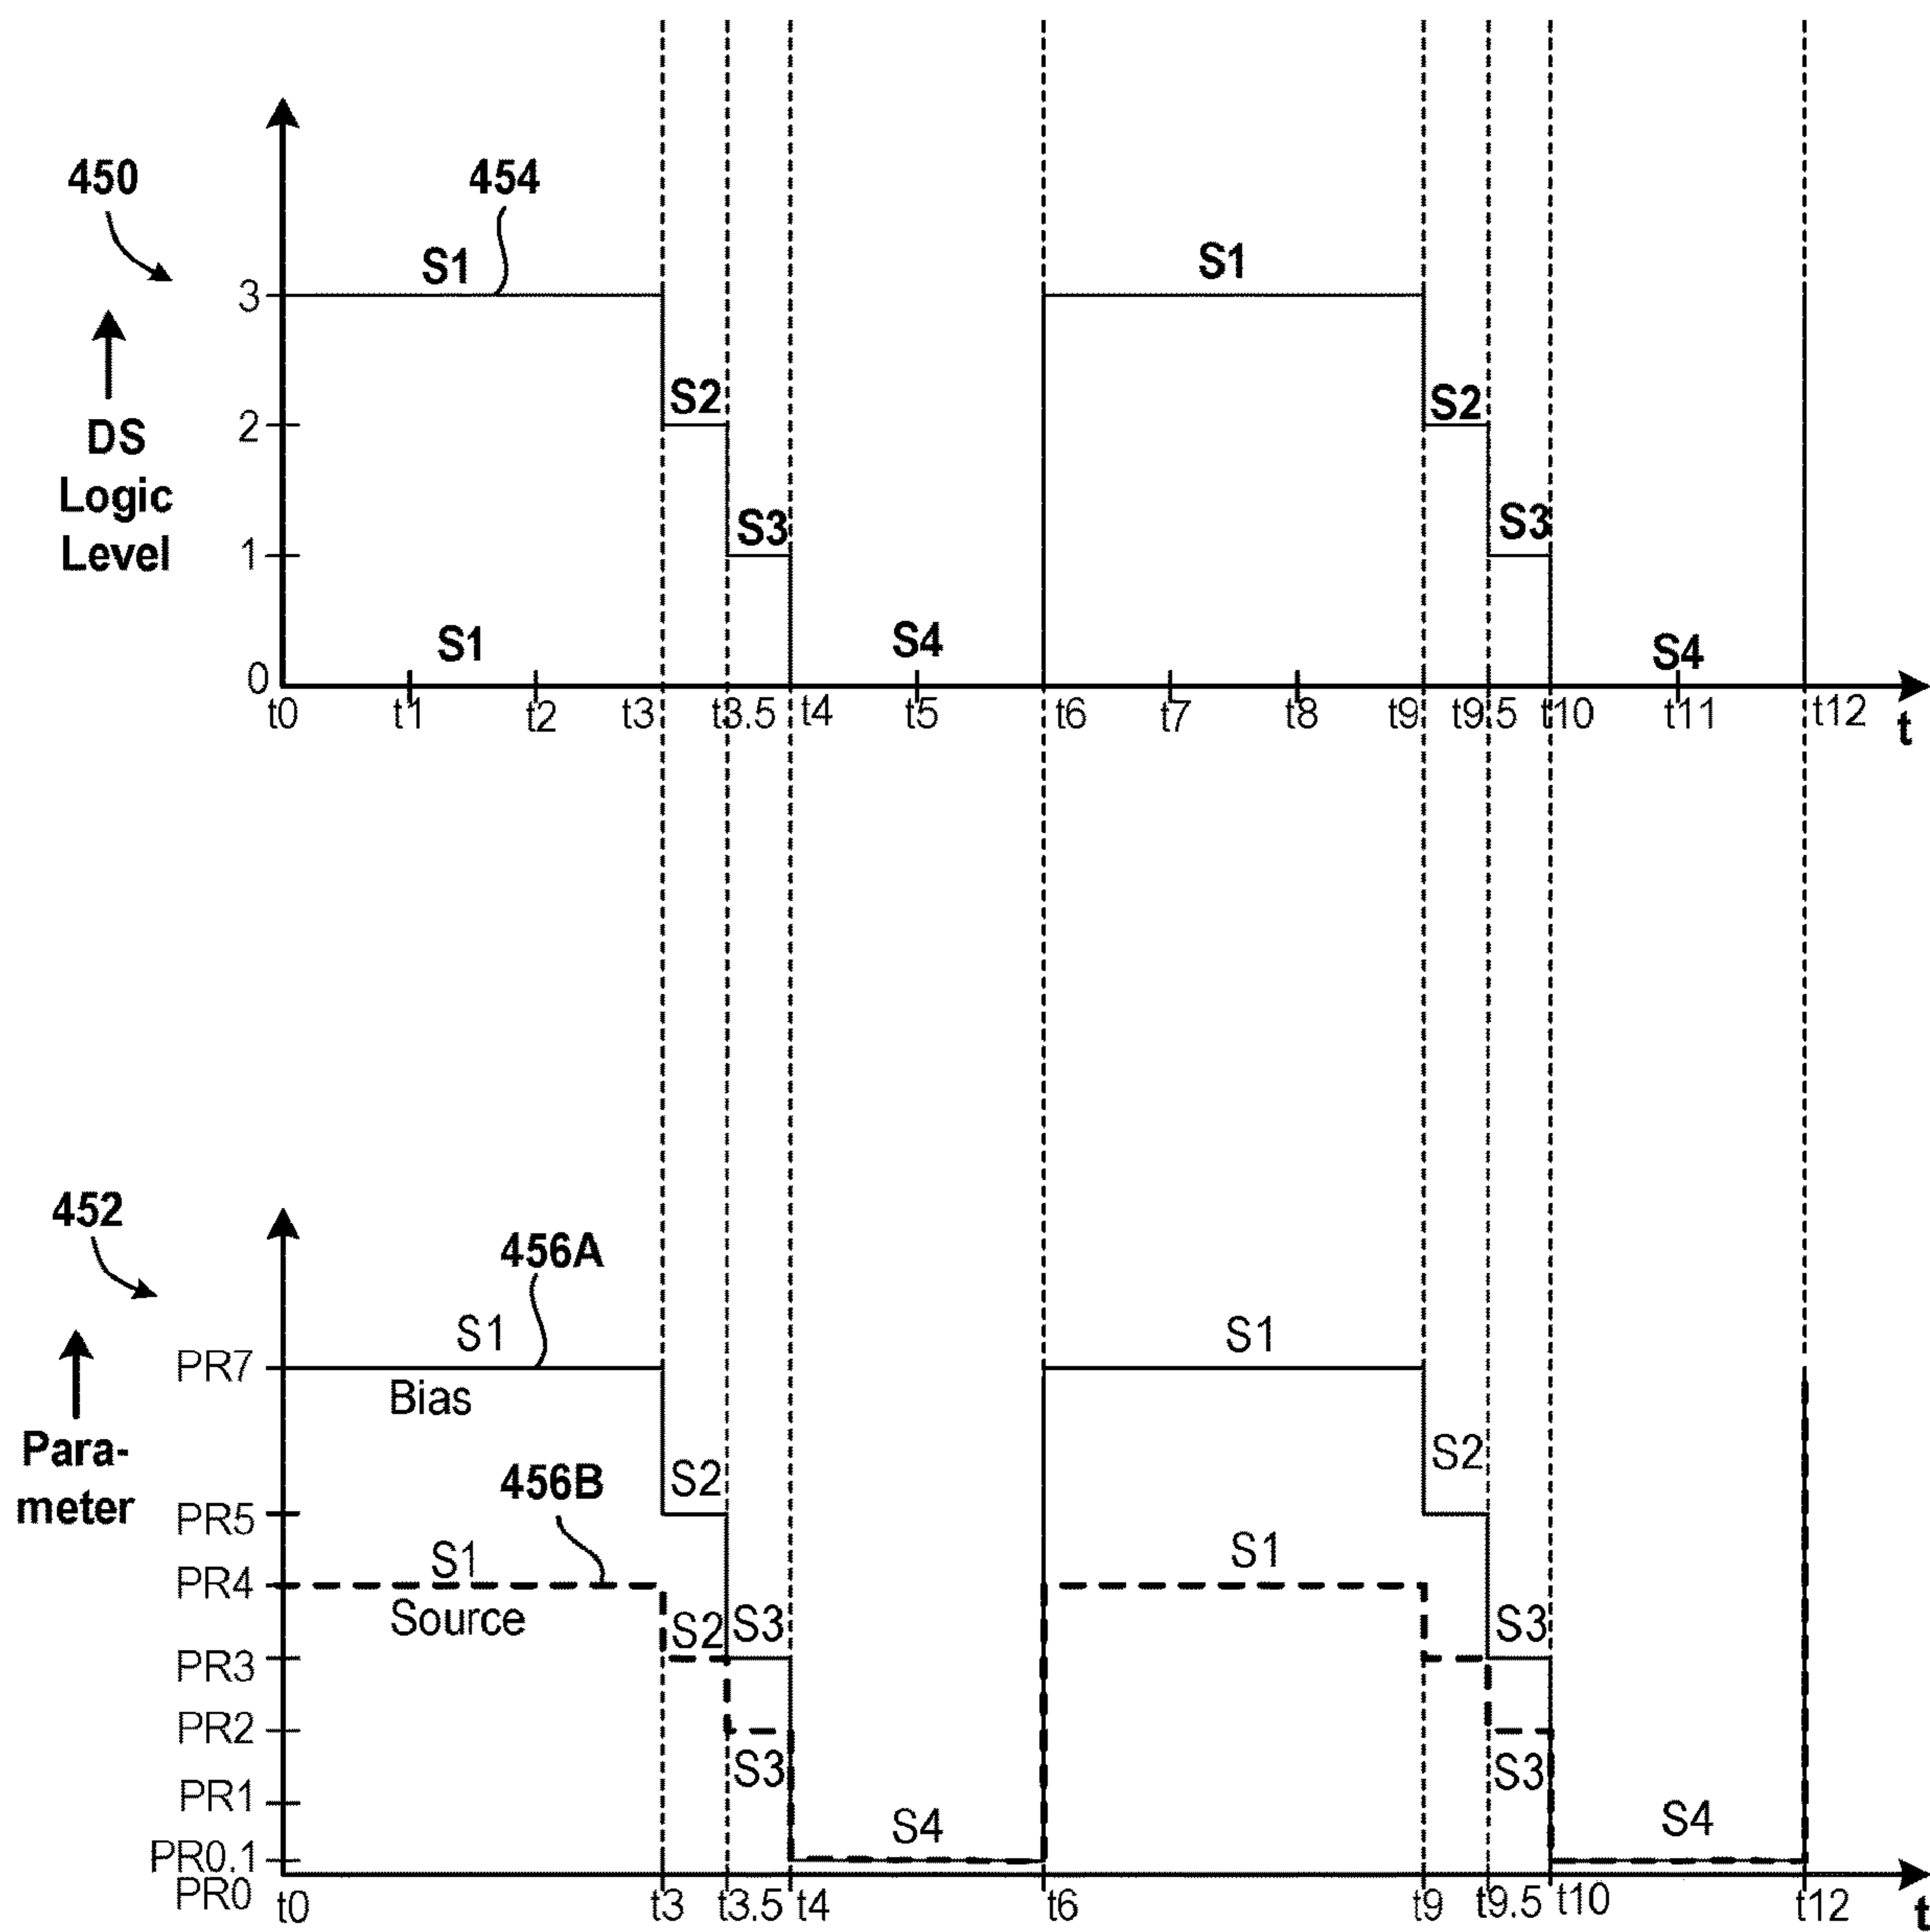 450
454
S1
S1
3
S2
S2
2
DS
Logic
Level
S3
S3
1
S1
S4
S4
0
t0 t1 t2 t3 t3.5 t4 t5 t6 t7 t8 t9 t9.5 t10 t11 t12
t
452
456A
S1
S1
PR7
Bias
Para-
meter
S2
S2
456B
PR5
S1
S1
PR4
Source
S2
S3
S3
PR3
PR2
S3
S3
PR1
S4
S4
PR0.1
PR0
t0 t3 t3.5 t4 t6 t9 t9.5 t10 t12
t